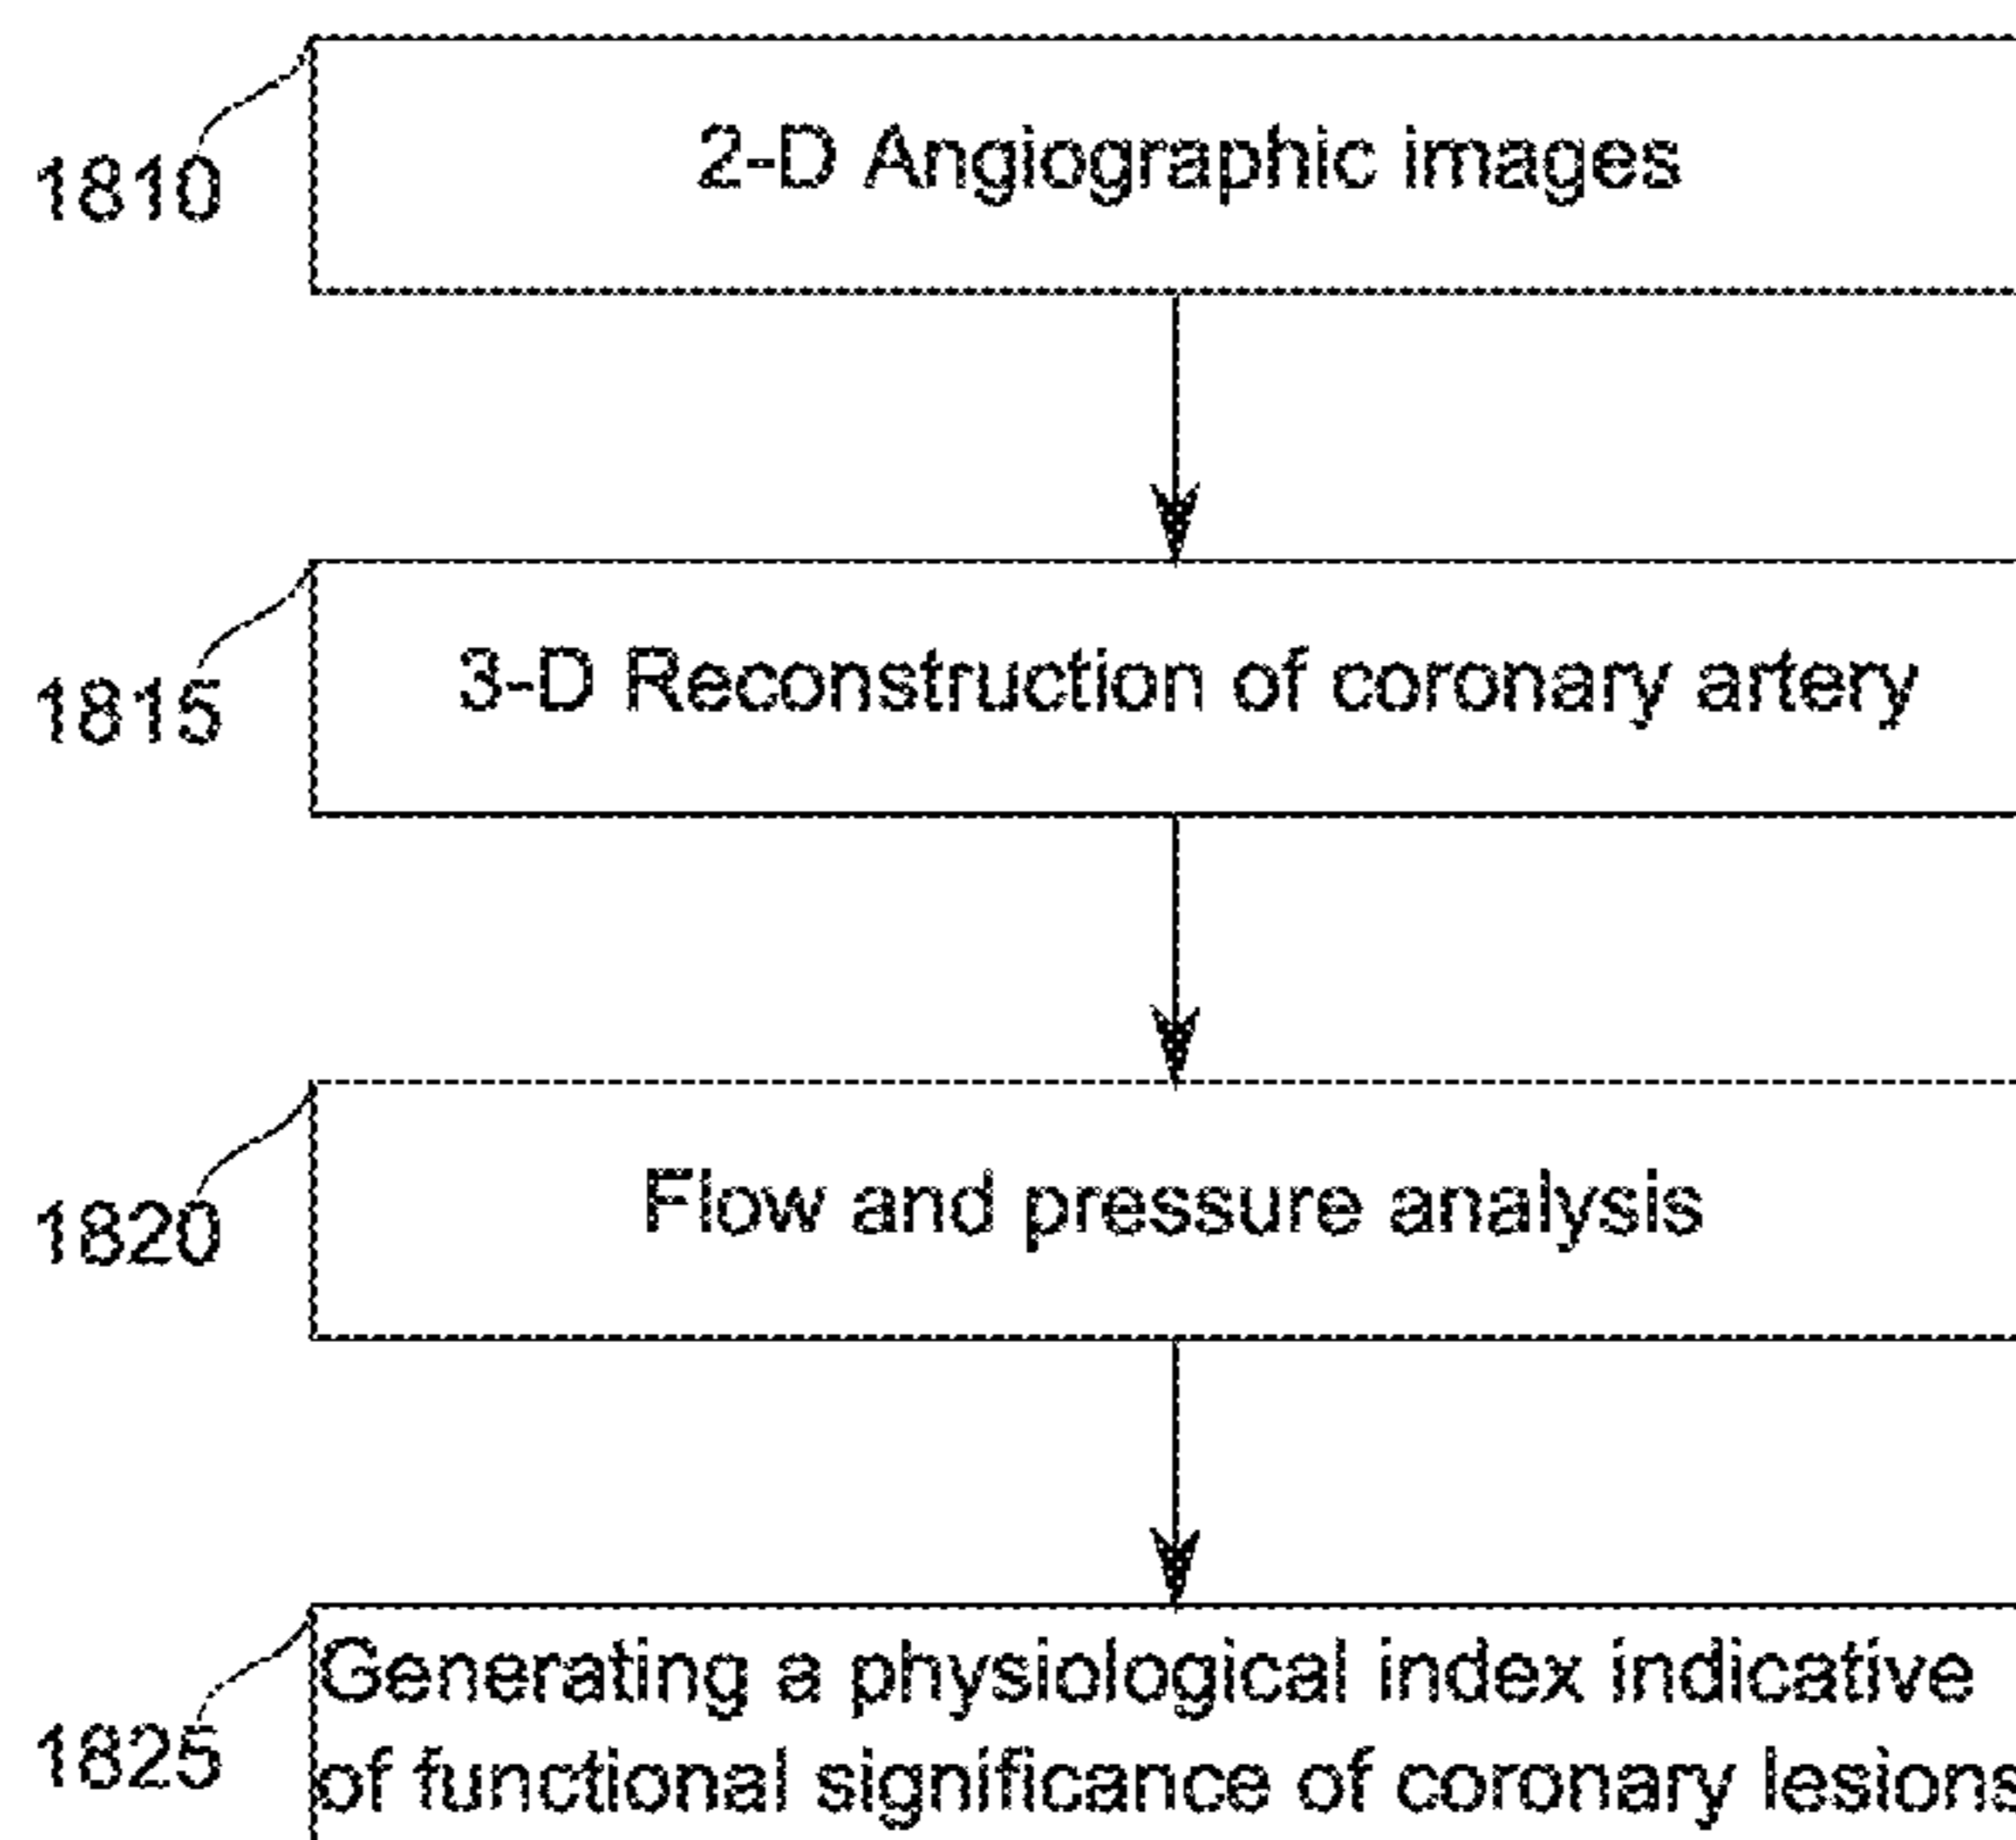 1810
2-D Angiographic images
1815
3-D Reconstruction of coronary artery
1820
Flow and pressure analysis
1825
Generating a physiological index indicative
of functional significance of coronary lesions